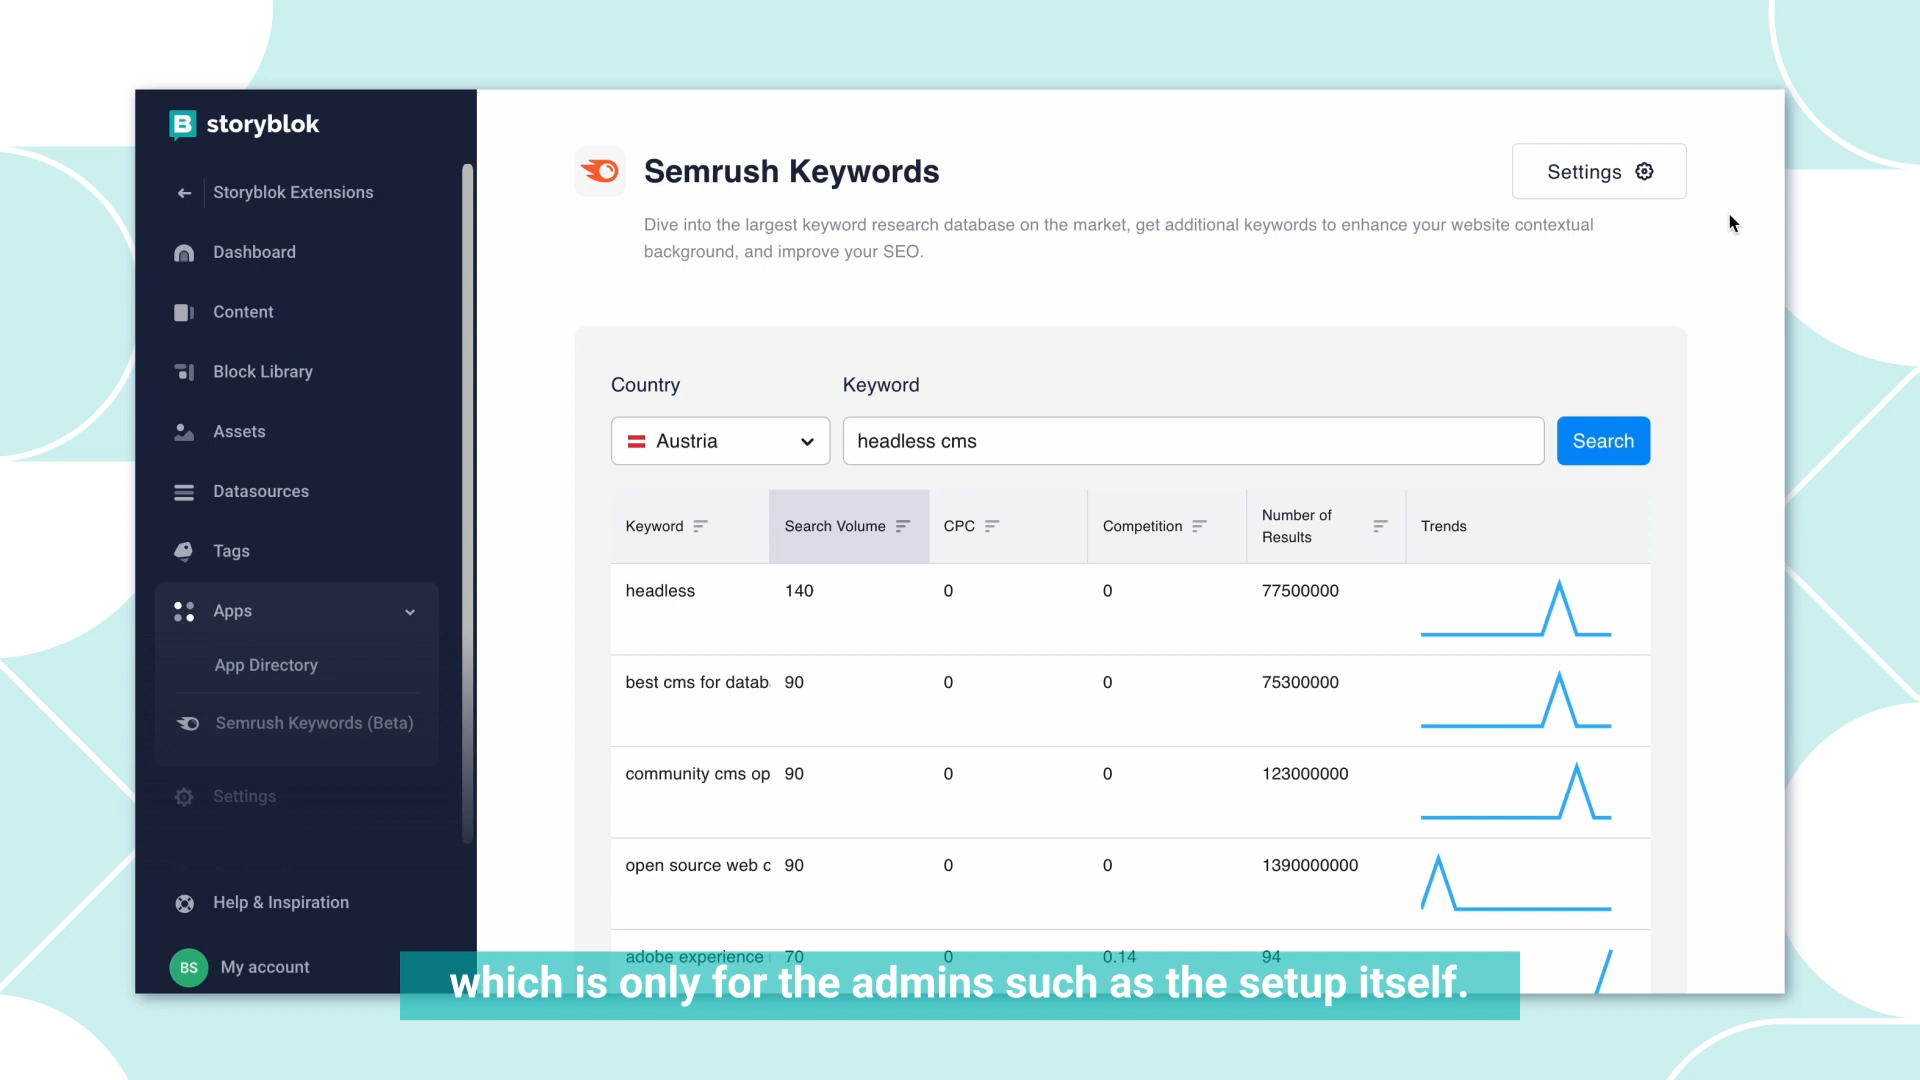 storyblok
Storyblok Extensions
Dashboard
Content
Block Library
Assets
Datasources
Tags
Apps
App Directory
Semrush Keywords (Beta)
Settings
Help & Inspiration
BS My account
Semrush Keywords
Settings
Dive into the largest keyword research database on the market, get additional keywords to enhance your website contextual
background, and improve your SEO.
Country Keyword
Austria headless cms Search
Keyword Search Volume CPC Competition Number of Results Trends
headless 140 0 0 77500000
best cms for datab 90 0 0 75300000
community cms op 90 0 0 123000000
open source web c 90 0 0 1390000000
adobe experience 70 0 0.14 94
which is only for the admins such as the setup itself.